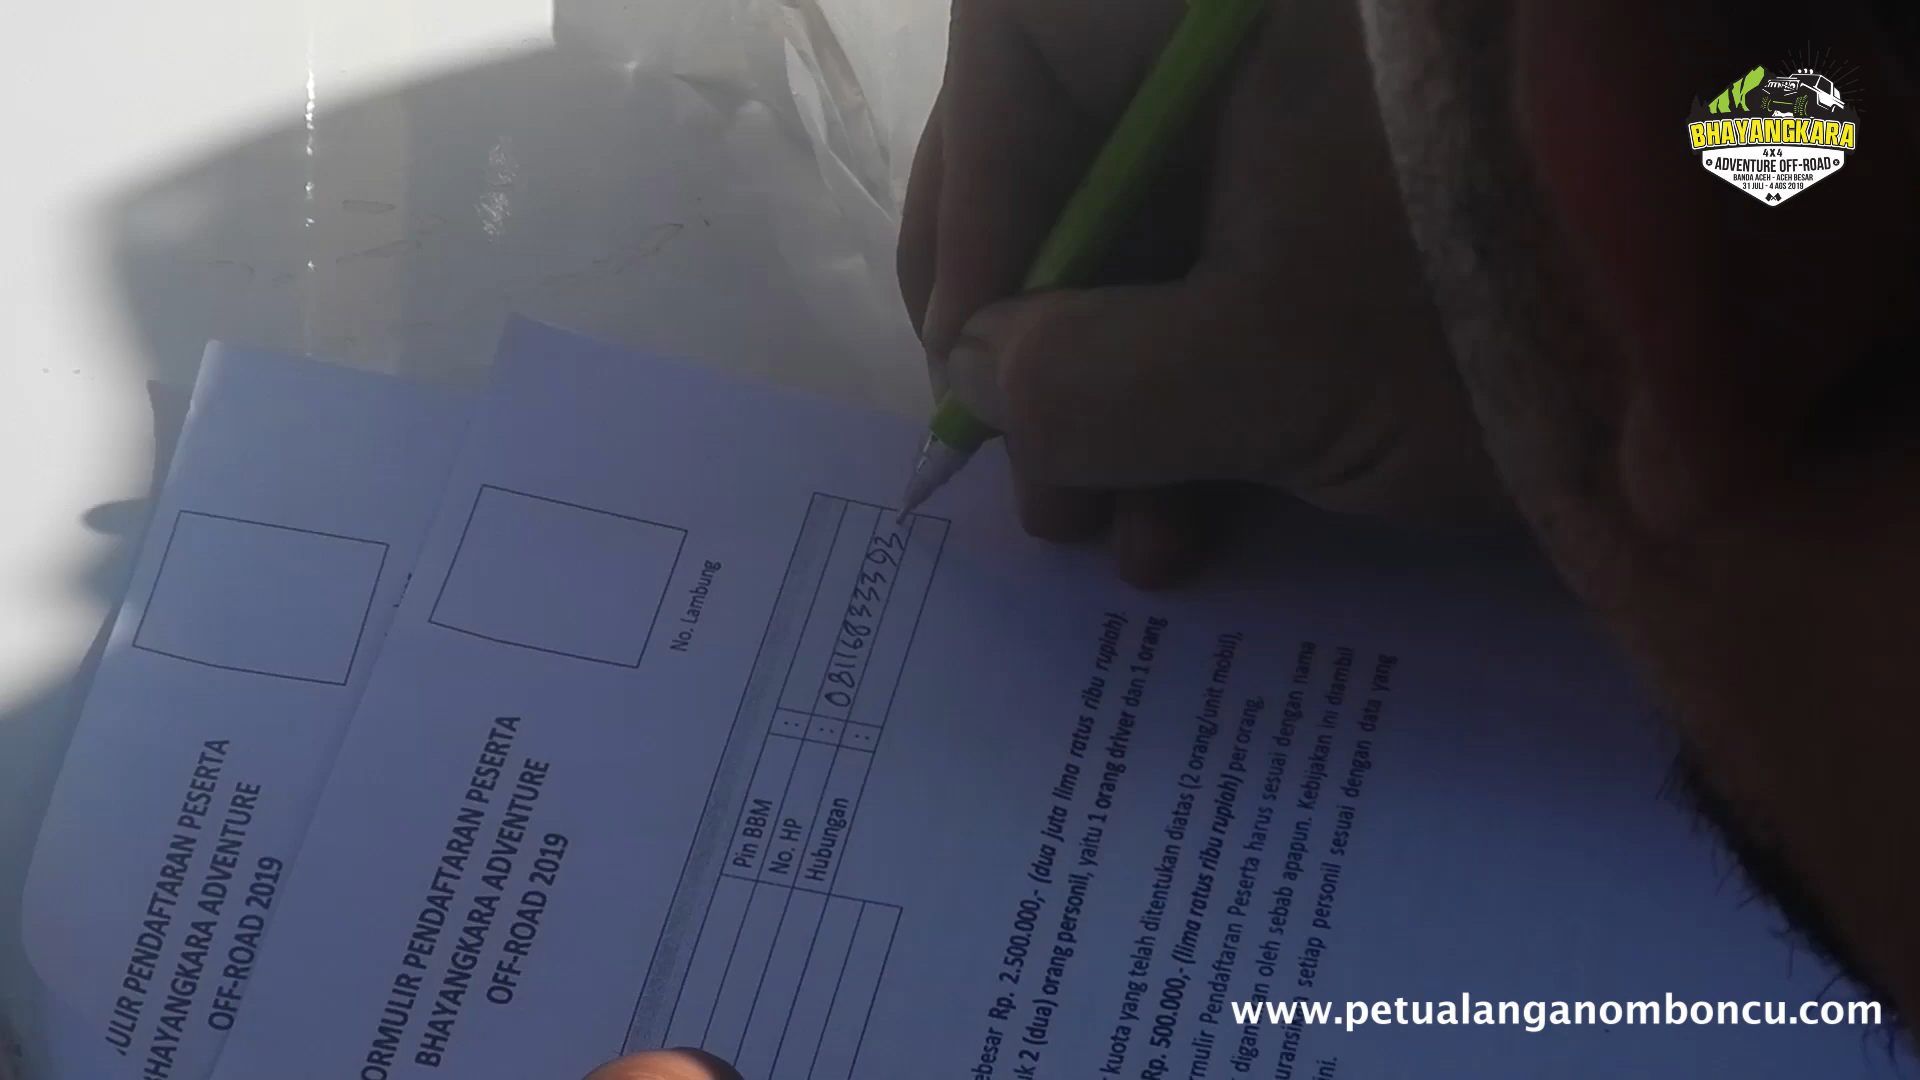 BHAYANGKARA
4X4
ADVENTURE OFF-ROAD
BANDA ACEH - ACEH BESAR
31 JULI - 4 AGS 2019
ULIR PENDAFTARAN PESERTA
BHAYANGKARA ADVENTURE
OFF-ROAD 2019
ORMULIR PENDAFTARAN PESERTA
BHAYANGKARA ADVENTURE
OFF-ROAD 2019
No. Lambung
Pin BBM :
No. HP : 08116833393
Hubungan :
ebesar Rp. 2.500.000,- (dua juta lima ratus ribu rupiah).
uk 2 (dua) orang personil, yaitu 1 orang driver dan 1 orang
kuota yang telah ditentukan diatas (2 orang/unit mobil),
Rp. 500.000,- (lima ratus ribu rupiah) per orang.
rmulir Pendaftaran Peserta harus sesuai dengan nama
oleh sebab apapun. Kebijakan ini diambil
setiap personil sesuai dengan data yang
ini.
www.petualanganomboncu.com